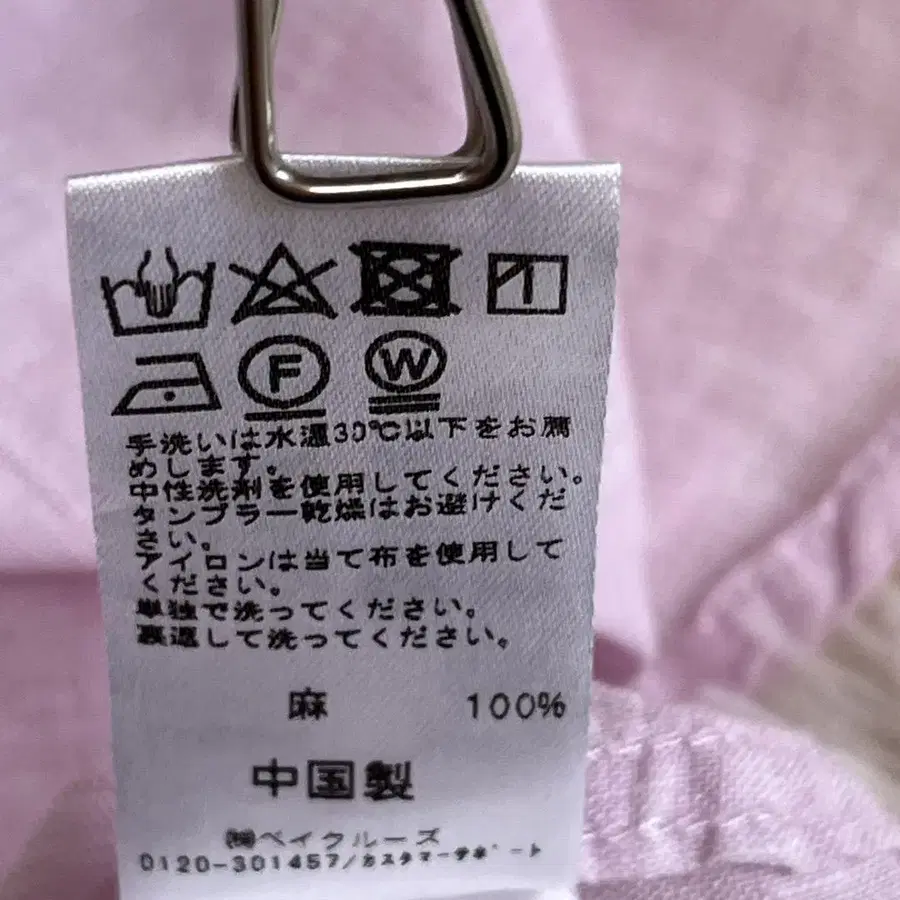 F W
手洗いは水温30℃以下をお薦
めします。
中性洗剤を使用してください。
タンブラー乾燥はお避けくだ
さい。
アイロンは当て布を使用して
ください。
単独で洗ってください。
裏返して洗ってください。
麻 100%
中国製
㈱ベイクルーズ
0120-301457/カスタマーサポート